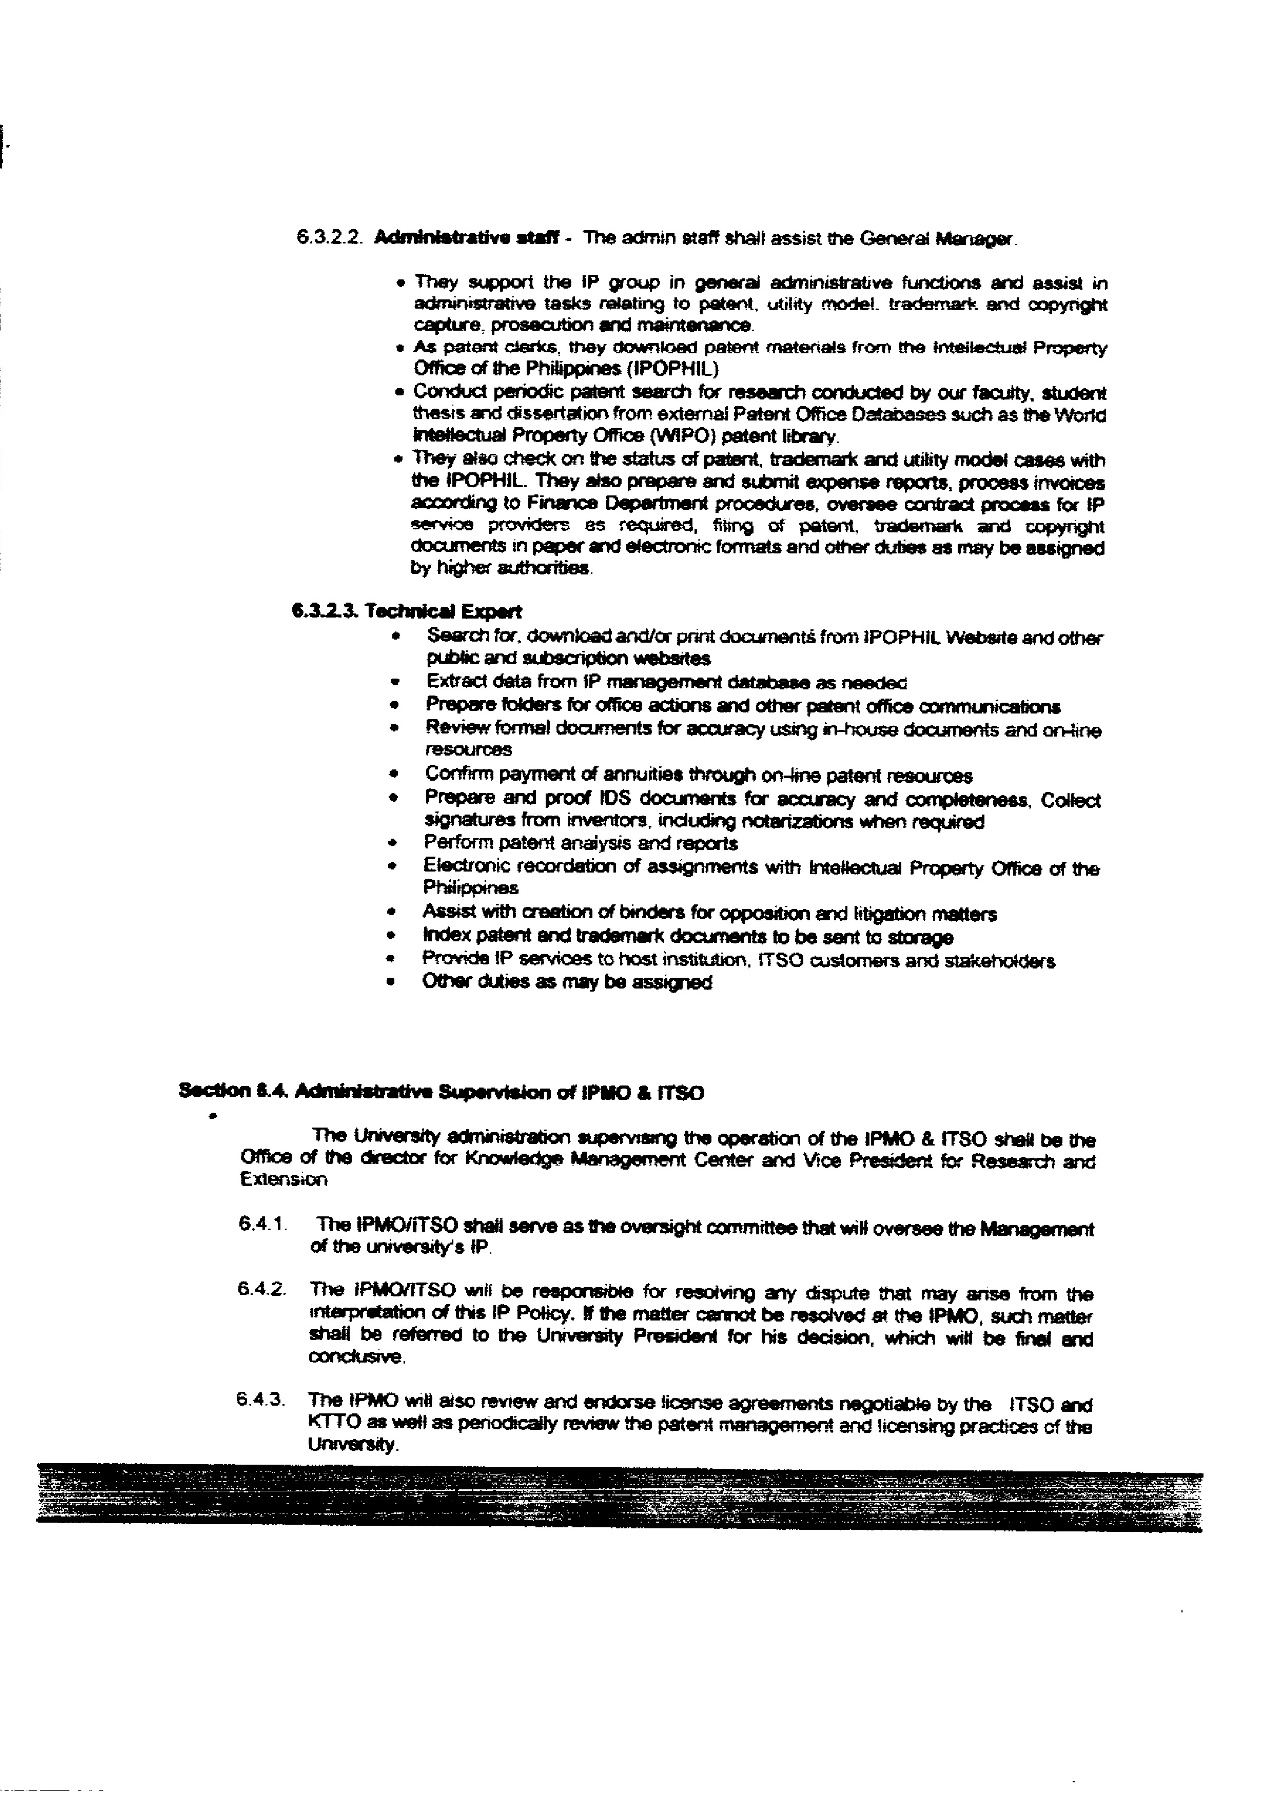 6.3.2.2. Administrative staff - The admin staff shall assist the General Manager.
• They support the IP group in general administrative functions and assist in
administrative tasks relating to patent, utility model, trademark and copyright
capture, prosecution and maintenance.
• As patent clerks, they download patent materials from the Intellectual Property
Office of the Philippines (IPOPHIL)
• Conduct periodic patent search for research conducted by our faculty, student
thesis and dissertation from external Patent Office Databases such as the World
Intellectual Property Office (WIPO) patent library.
• They also check on the status of patent, trademark and utility model cases with
the IPOPHIL. They also prepare and submit expense reports, process invoices
according to Finance Department procedures, oversee contract process for IP
service providers as required, filing of patent, trademark and copyright
documents in paper and electronic formats and other duties as may be assigned
by higher authorities.
6.3.2.3. Technical Expert
• Search for, download and/or print documents from IPOPHIL Website and other
public and subscription websites
• Extract data from IP management database as needed
• Prepare folders for office actions and other patent office communications
• Review formal documents for accuracy using in-house documents and on-line
resources
• Confirm payment of annuities through on-line patent resources
• Prepare and proof IDS documents for accuracy and completeness, Collect
signatures from inventors, including notarizations when required
• Perform patent analysis and reports
• Electronic recordation of assignments with Intellectual Property Office of the
Philippines
• Assist with creation of binders for opposition and litigation matters
• Index patent and trademark documents to be sent to storage
• Provide IP services to host institution, ITSO customers and stakeholders
• Other duties as may be assigned
Section 6.4. Administrative Supervision of IPMO & ITSO
•
The University administration supervising the operation of the IPMO & ITSO shall be the
Office of the director for Knowledge Management Center and Vice President for Research and
Extension
6.4.1. The IPMO/ITSO shall serve as the oversight committee that will oversee the Management
of the university's IP.
6.4.2. The IPMO/ITSO will be responsible for resolving any dispute that may arise from the
interpretation of this IP Policy. If the matter cannot be resolved at the IPMO, such matter
shall be referred to the University President for his decision, which will be final and
conclusive.
6.4.3. The IPMO will also review and endorse license agreements negotiable by the ITSO and
KTTO as well as periodically review the patent management and licensing practices of the
University.